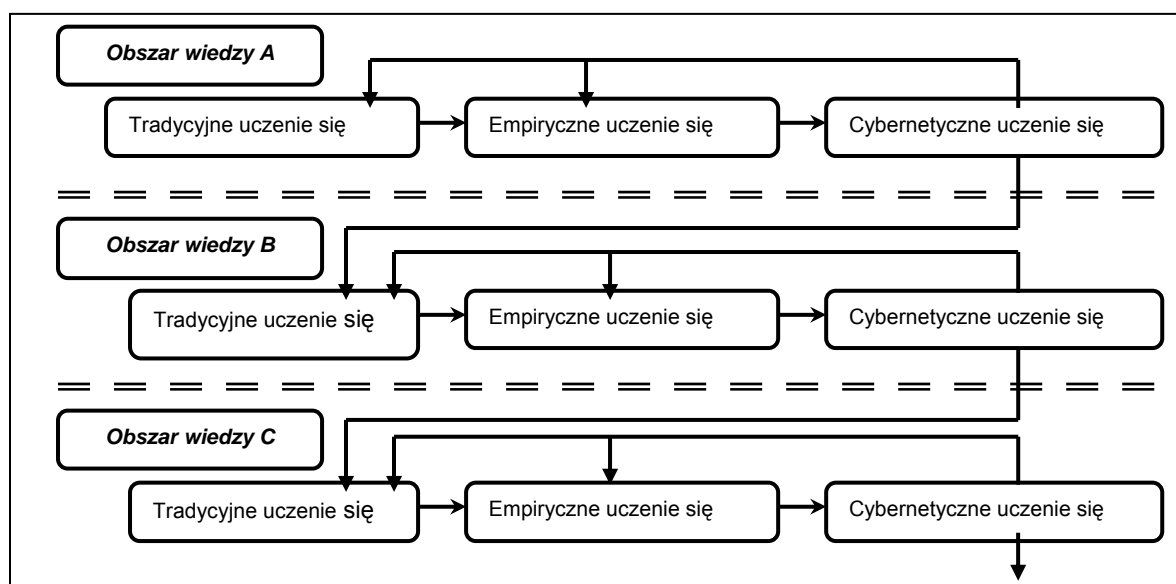 Obszar wiedzy A
Tradycyjne uczenie się
Empiryczne uczenie się
Cybernetyczne uczenie się
Obszar wiedzy B
Tradycyjne uczenie się
Empiryczne uczenie się
Cybernetyczne uczenie się
Obszar wiedzy C
Tradycyjne uczenie się
Empiryczne uczenie się
Cybernetyczne uczenie się